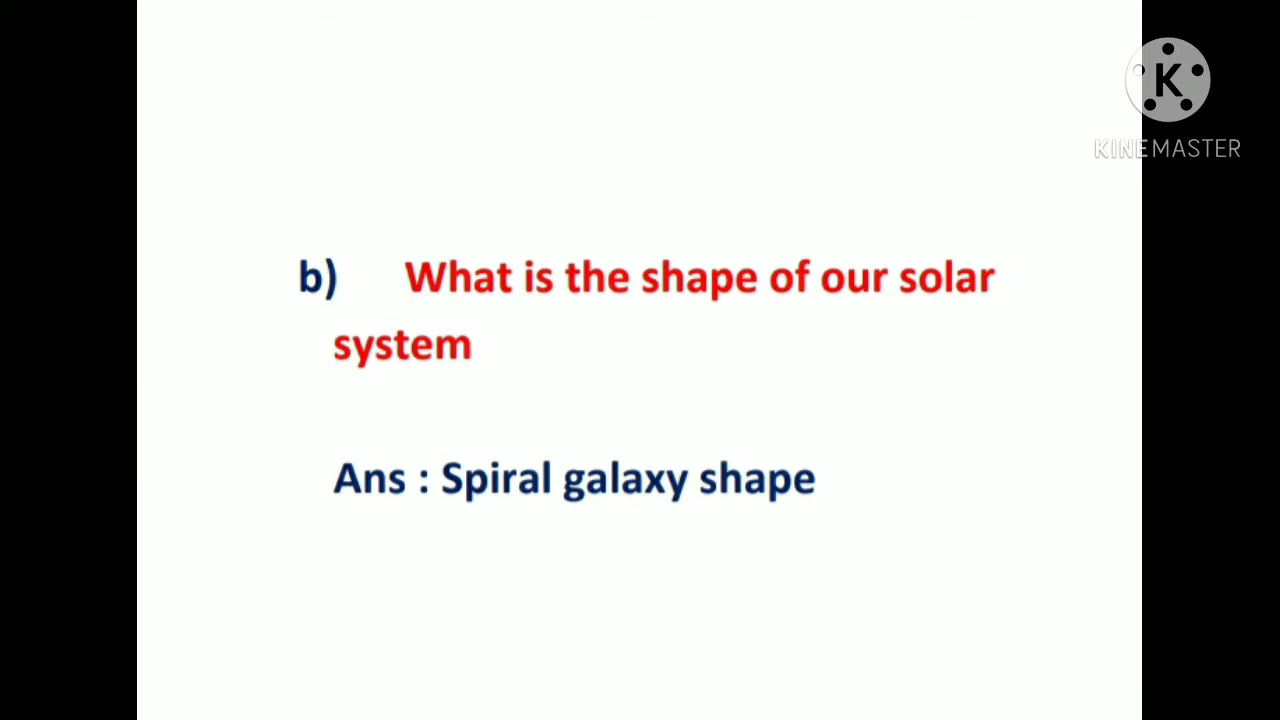 K
KINEMASTER
b) What is the shape of our solar
system
Ans : Spiral galaxy shape